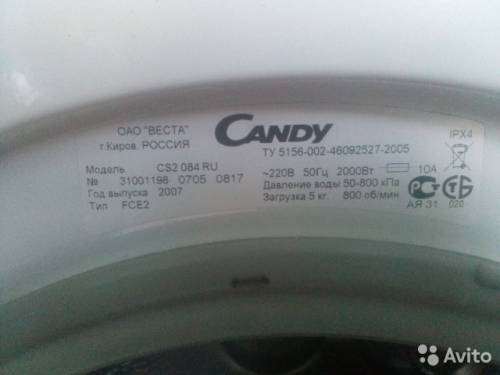 ОАО "ВЕСТА"
г.Киров. РОССИЯ
CANDY
ТУ 5156-002-46092527-2005
IPX4
Модель CS2 084 RU
№ 31001198 0705 0817
Год выпуска 2007
Тип FCE2
~220В 50Гц 2000Вт 10А
Давление воды 50-800 кПа
Загрузка 5 кг. 800 об/мин
АЯ 31
020
Avito